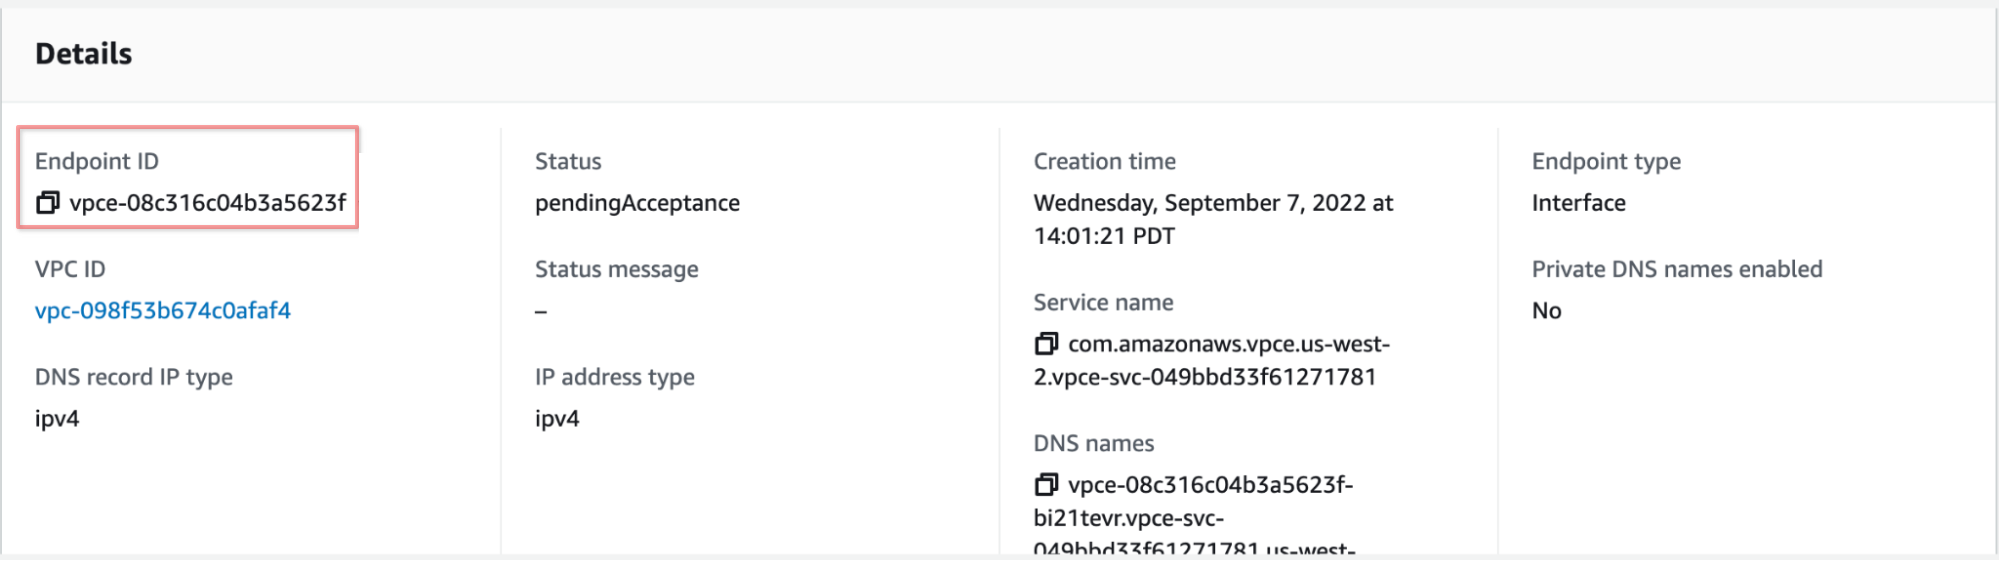 Details
Endpoint ID
vpce-08c316c04b3a5623f
VPC ID
vpc-098f53b674c0afaf4
DNS record IP type
ipv4
Status
pendingAcceptance
Status message
–
IP address type
ipv4
Creation time
Wednesday, September 7, 2022 at
14:01:21 PDT
Service name
com.amazonaws.vpce.us-west-
2.vpce-svc-049bbd33f61271781
DNS names
vpce-08c316c04b3a5623f-
bi21tevr.vpce-svc-
049bbd33f61271781.us-west-
Endpoint type
Interface
Private DNS names enabled
No